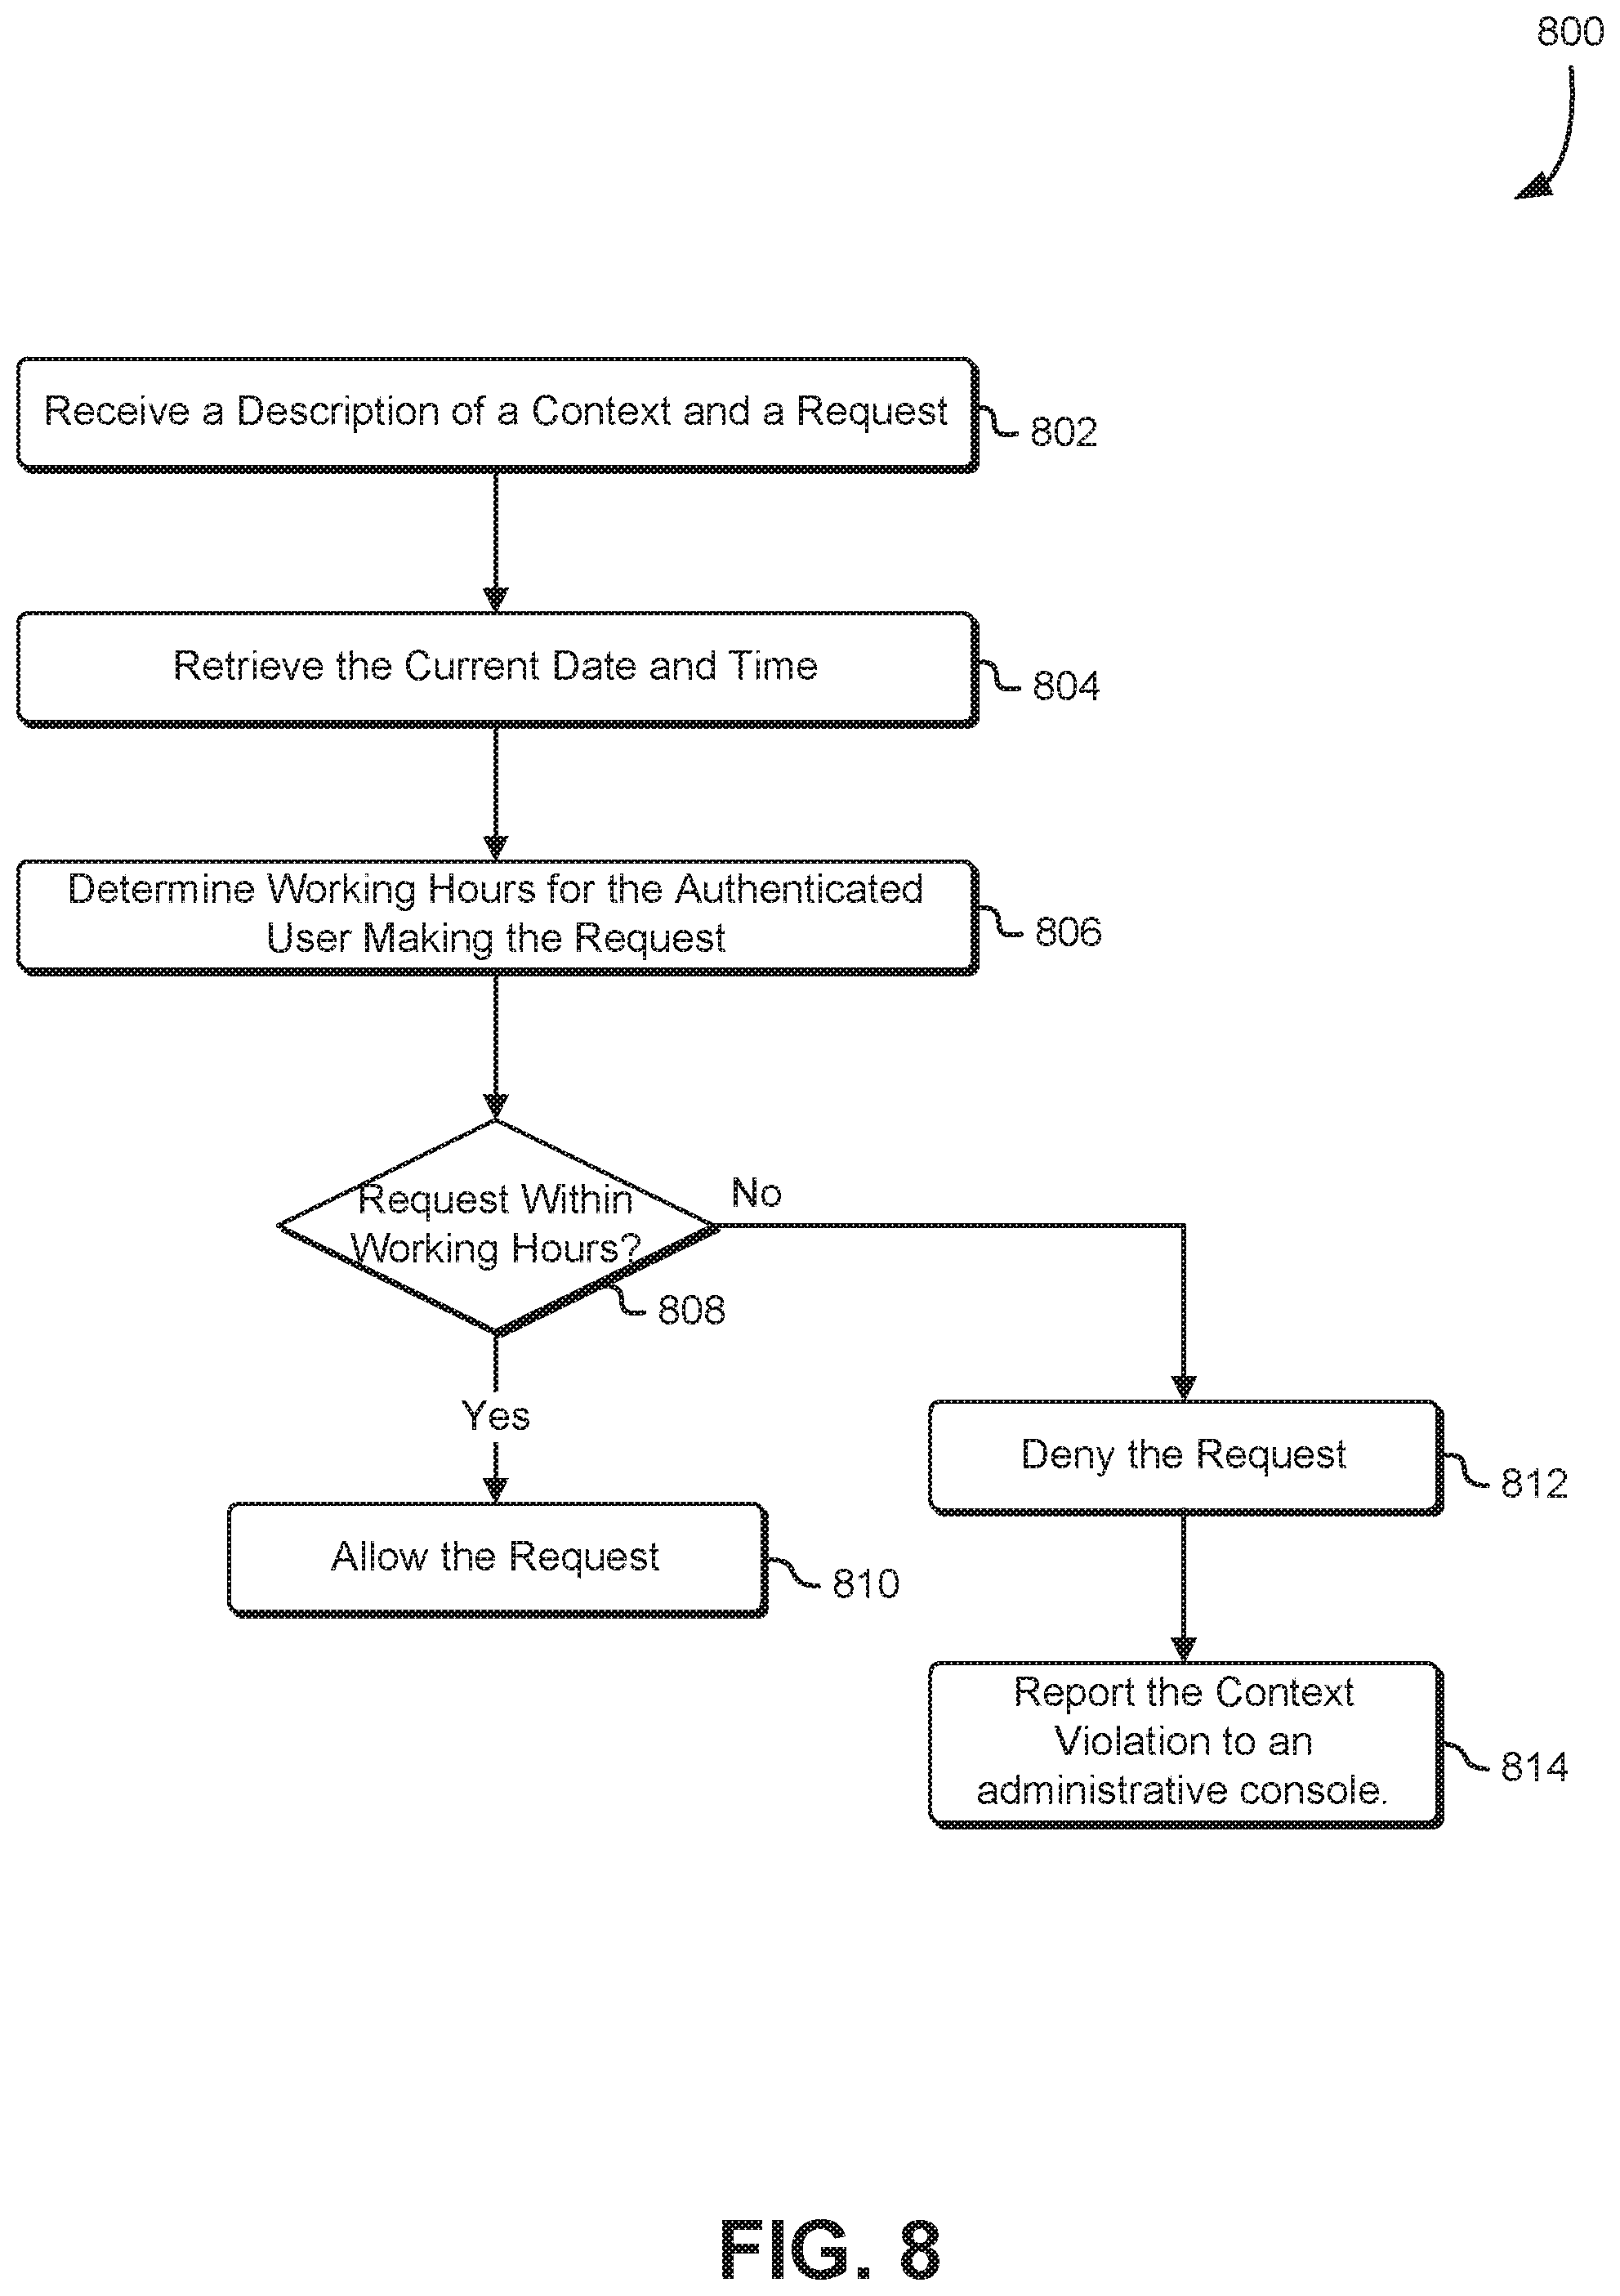 800
Receive a Description of a Context and a Request
802
Retrieve the Current Date and Time
804
Determine Working Hours for the Authenticated
User Making the Request
806
Request Within
Working Hours?
No
808
Yes
Deny the Request
812
Allow the Request
810
Report the Context
Violation to an
administrative console.
814
FIG. 8